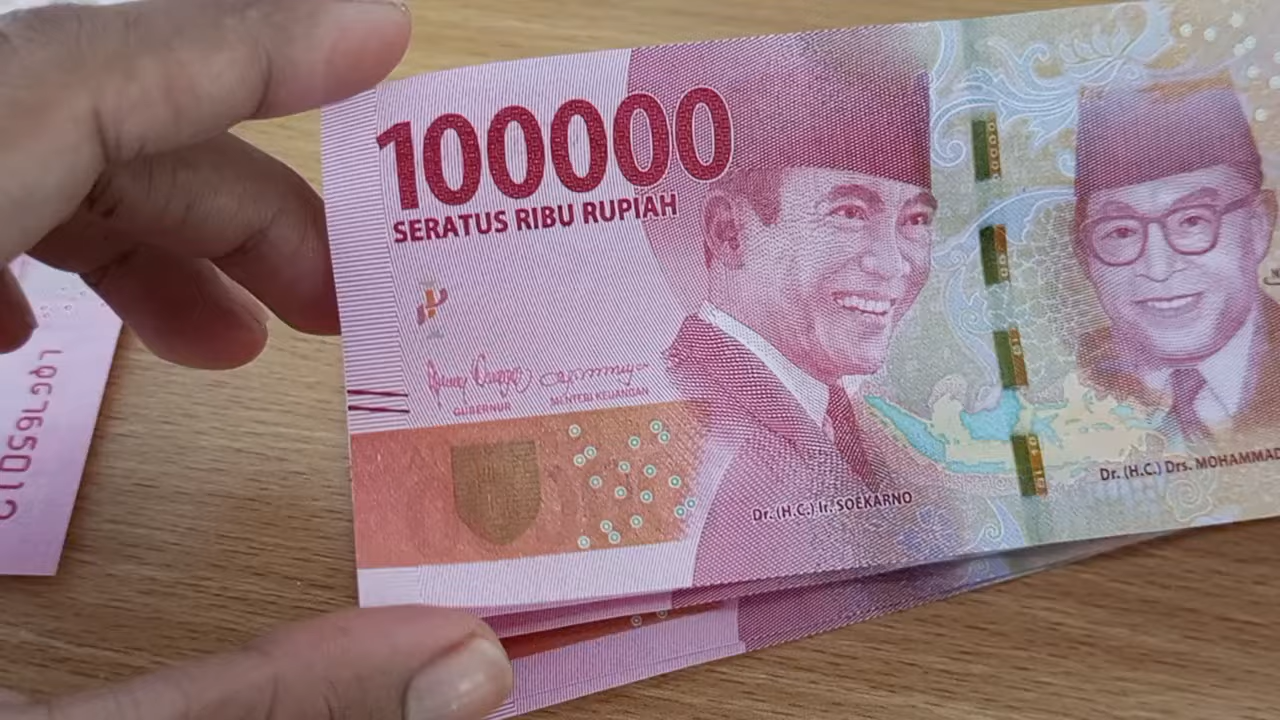 100000
SERATUS RIBU RUPIAH
GUBERNUR
MENTERI KEUANGAN
Dr. (H.C.) Ir. SOEKARNO
Dr. (H.C.) Drs. MOHAMMAD